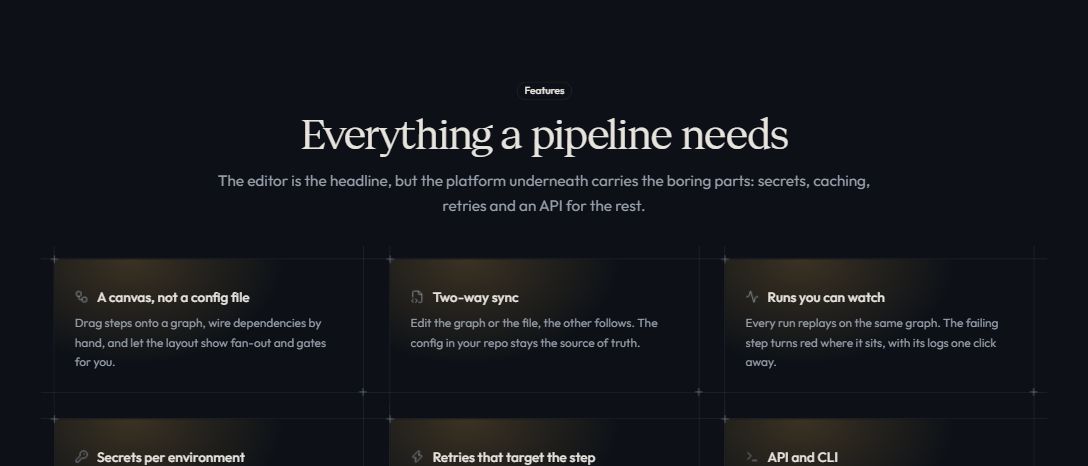 Features
Everything a pipeline needs
The editor is the headline, but the platform underneath carries the boring parts: secrets, caching,
retries and an API for the rest.
A canvas, not a config file
Drag steps onto a graph, wire dependencies by
hand, and let the layout show fan-out and gates
for you.
Two-way sync
Edit the graph or the file, the other follows. The
config in your repo stays the source of truth.
Runs you can watch
Every run replays on the same graph. The failing
step turns red where it sits, with its logs one click
away.
Secrets per environment
Retries that target the step
API and CLI